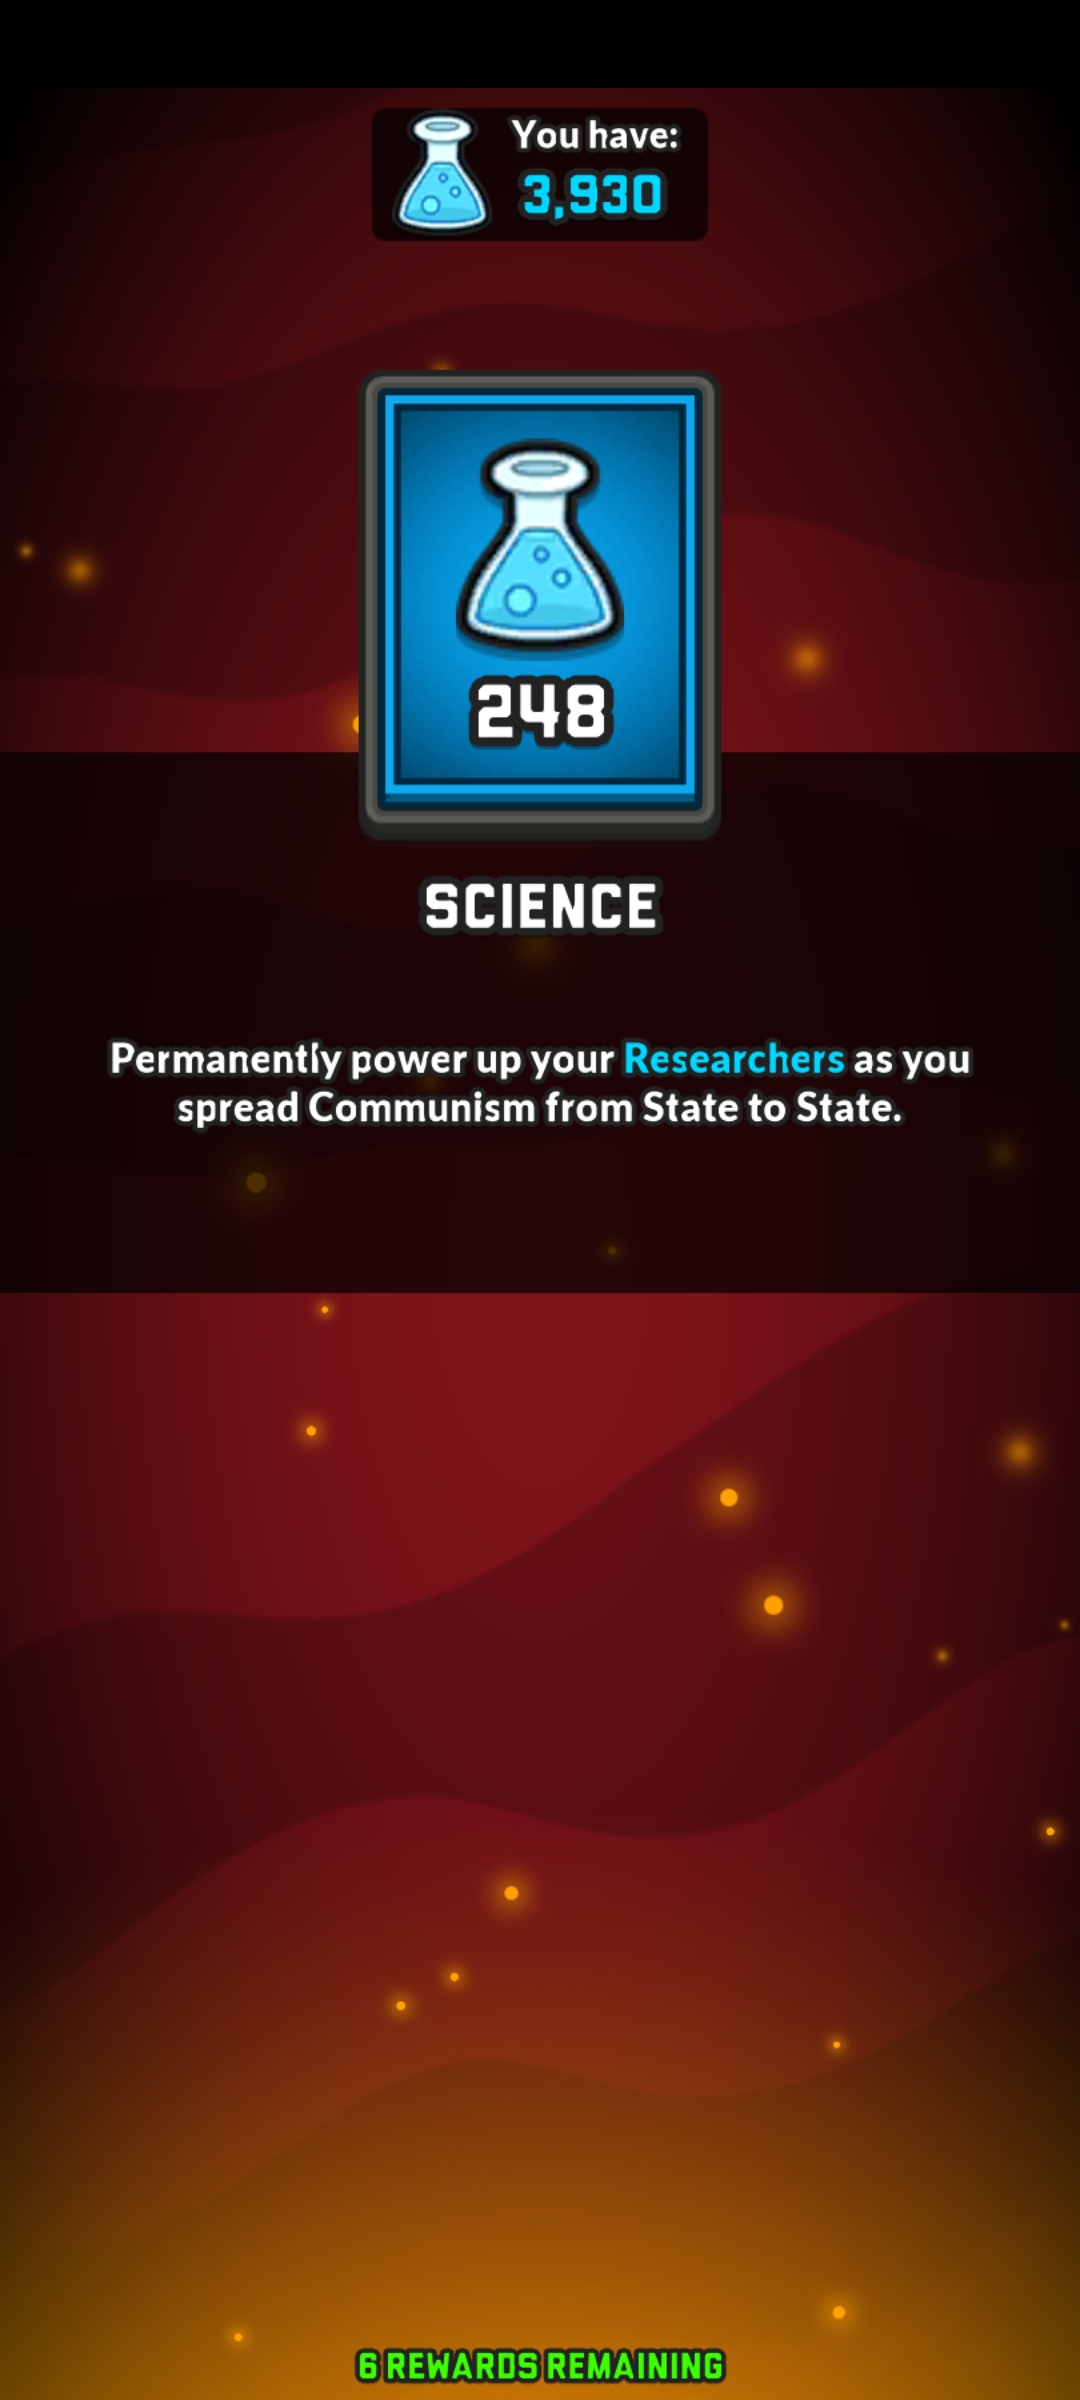 You have:
3,930
248
SCIENCE
Permanently power up your Researchers as you
spread Communism from State to State.
6 REWARDS REMAINING